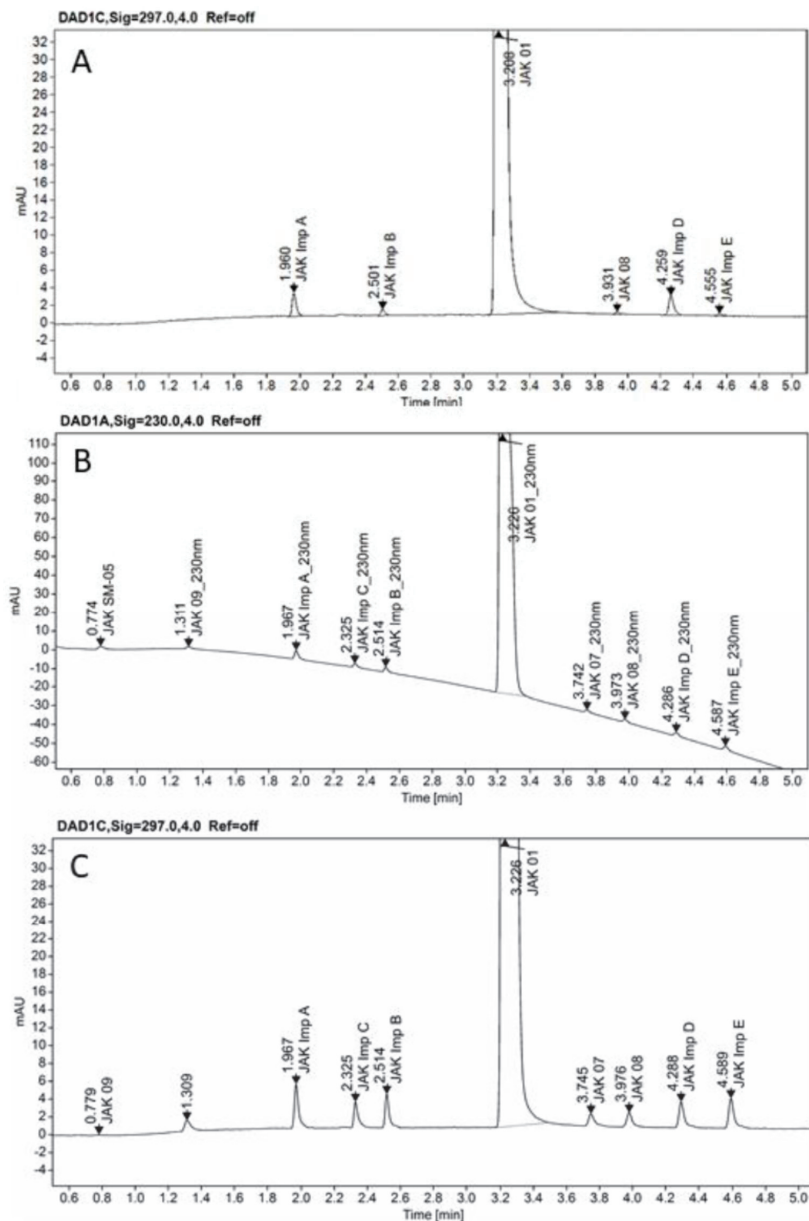 DAD1C,Sig=297.0,4.0 Ref=off
A
mAU
32
30
28
26
24
22
20
18
16
14
12
10
8
6
4
2
0
-2
-4
1.960
JAK Imp A
2.501
JAK Imp B
3.208
JAK 01
3.931
JAK 08
4.259
JAK Imp D
4.555
JAK Imp E
0.6 0.8 1.0 1.2 1.4 1.6 1.8 2.0 2.2 2.4 2.6 2.8 3.0 3.2 3.4 3.6 3.8 4.0 4.2 4.4 4.6 4.8 5.0
Time [min]
DAD1A,Sig=230.0,4.0 Ref=off
B
mAU
110
100
90
80
70
60
50
40
30
20
10
0
-10
-20
-30
-40
-50
-60
0.774
JAK SM-05
1.311
JAK 09_230nm
1.967
JAK Imp A_230nm
2.325
JAK Imp C_230nm
2.514
JAK Imp B_230nm
3.226
JAK 01_230nm
3.742
JAK 07_230nm
3.973
JAK 08_230nm
4.286
JAK Imp D_230nm
4.587
JAK Imp E_230nm
0.6 0.8 1.0 1.2 1.4 1.6 1.8 2.0 2.2 2.4 2.6 2.8 3.0 3.2 3.4 3.6 3.8 4.0 4.2 4.4 4.6 4.8 5.0
Time [min]
DAD1C,Sig=297.0,4.0 Ref=off
C
mAU
32
30
28
26
24
22
20
18
16
14
12
10
8
6
4
2
0
-2
-4
0.779
JAK 09
1.309
1.967
JAK Imp A
2.325
JAK Imp C
2.514
JAK Imp B
3.226
JAK 01
3.745
JAK 07
3.976
JAK 08
4.288
JAK Imp D
4.589
JAK Imp E
0.6 0.8 1.0 1.2 1.4 1.6 1.8 2.0 2.2 2.4 2.6 2.8 3.0 3.2 3.4 3.6 3.8 4.0 4.2 4.4 4.6 4.8 5.0
Time [min]